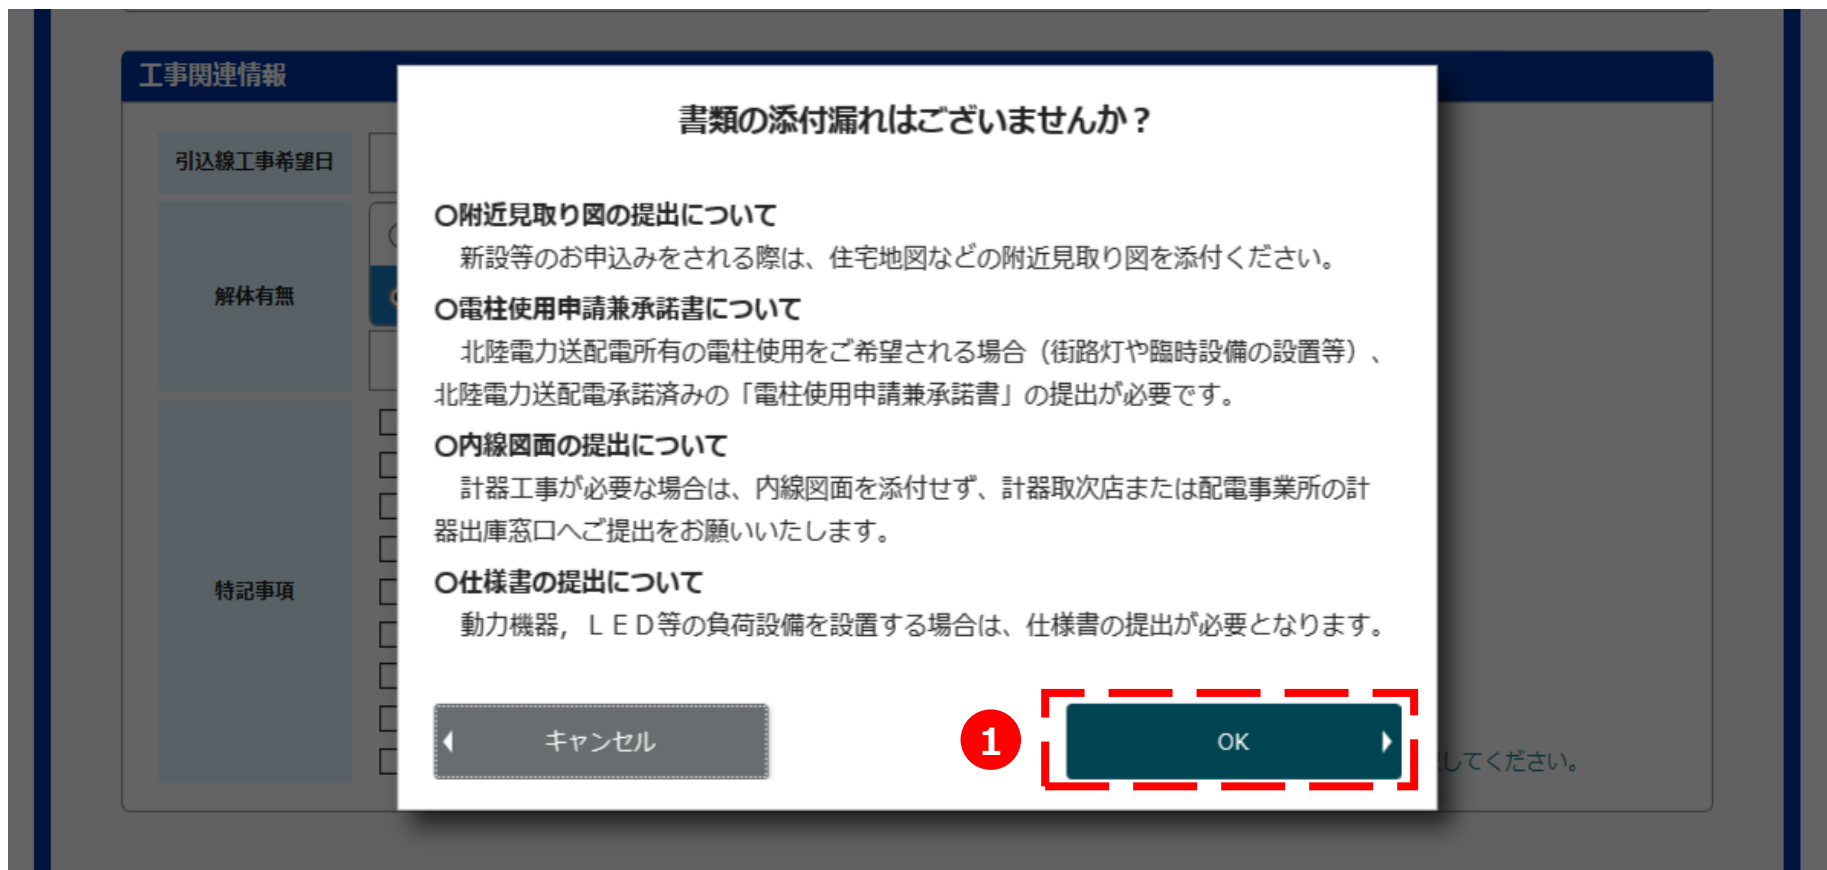 工事関連情報
書類の添付漏れはございませんか？
引込線工事希望日
〇附近見取り図の提出について
新設等のお申込みをされる際は、住宅地図などの附近見取り図を添付ください。
解体有無
〇電柱使用申請兼承諾書について
北陸電力送配電所有の電柱使用をご希望される場合（街路灯や臨時設備の設置等）、
北陸電力送配電承諾済みの「電柱使用申請兼承諾書」の提出が必要です。
〇内線図面の提出について
計器工事が必要な場合は、内線図面を添付せず、計器取次店または配電事業所の計
器出庫窓口へご提出をお願いいたします。
特記事項
〇仕様書の提出について
動力機器，ＬＥＤ等の負荷設備を設置する場合は、仕様書の提出が必要となります。
キャンセル
1
OK
してください。